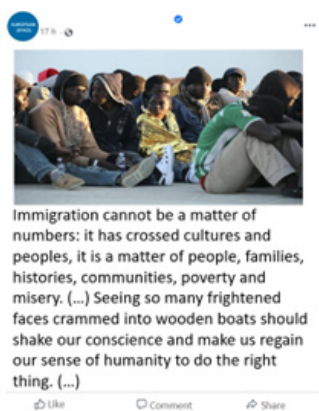 EUROPEAN
17 h
Immigration cannot be a matter of
numbers: it has crossed cultures and
peoples, it is a matter of people, families,
histories, communities, poverty and
misery. (...) Seeing so many frightened
faces crammed into wooden boats should
shake our conscience and make us regain
our sense of humanity to do the right
thing. (...)
Like
Comment
Share